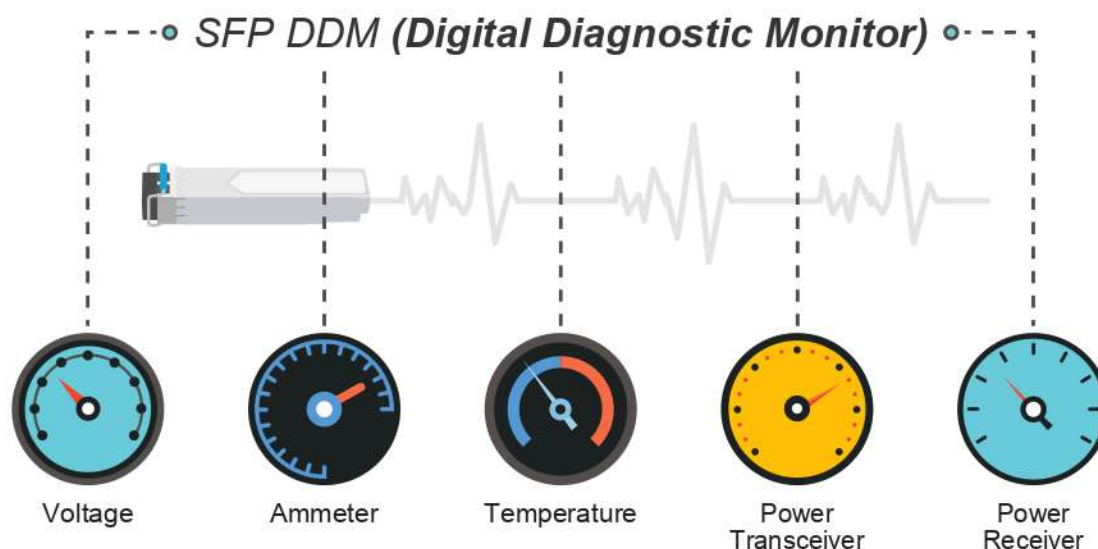 SFP DDM (Digital Diagnostic Monitor)
Voltage
Ammeter
Temperature
Power
Transceiver
Power
Receiver